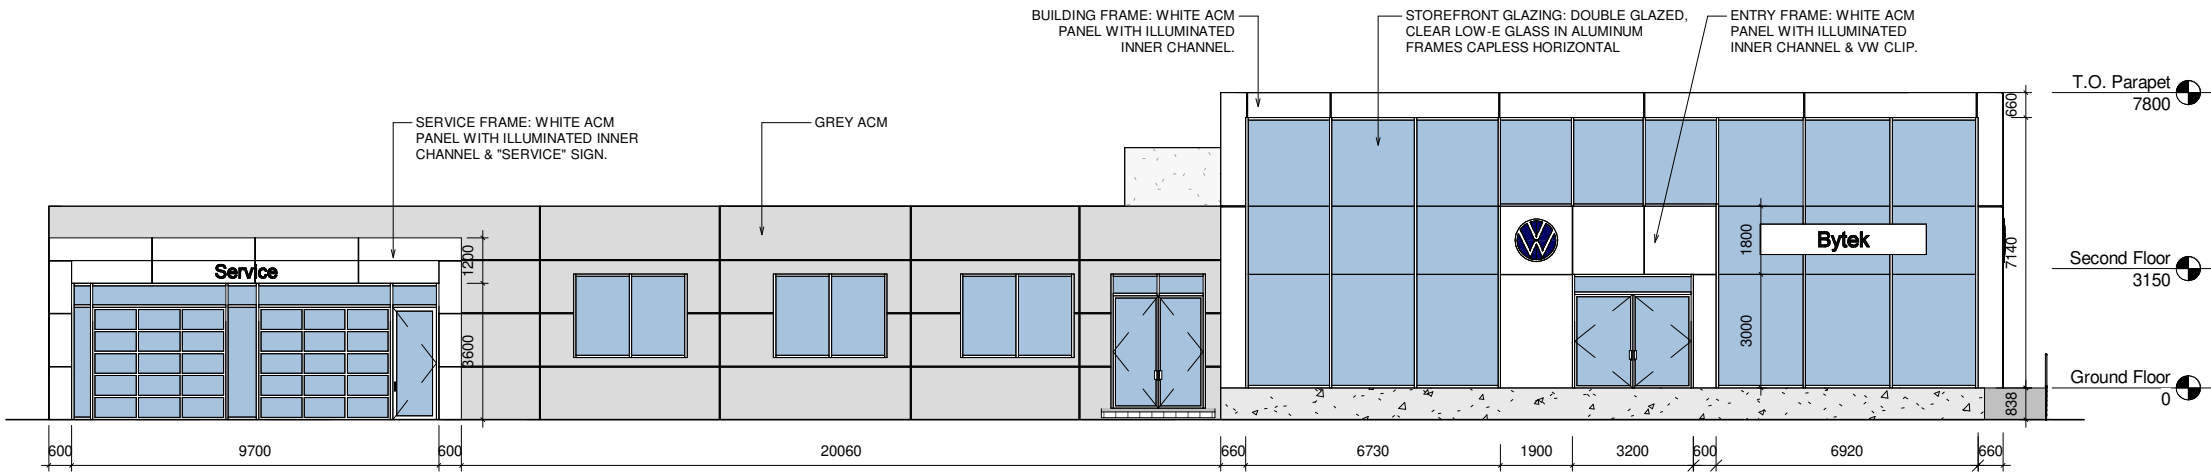 BUILDING FRAME: WHITE ACM
PANEL WITH ILLUMINATED
INNER CHANNEL.
STOREFRONT GLAZING: DOUBLE GLAZED,
CLEAR LOW-E GLASS IN ALUMINUM
FRAMES CAPLESS HORIZONTAL
ENTRY FRAME: WHITE ACM
PANEL WITH ILLUMINATED
INNER CHANNEL & VW CLIP.
SERVICE FRAME: WHITE ACM
PANEL WITH ILLUMINATED INNER
CHANNEL & "SERVICE" SIGN.
GREY ACM
T.O. Parapet
7800
660
7140
Second Floor
3150
Ground Floor
0
838
Service
1200
3600
VW
Bytek
1800
3000
600
9700
600
20060
660
6730
1900
3200
600
6920
660